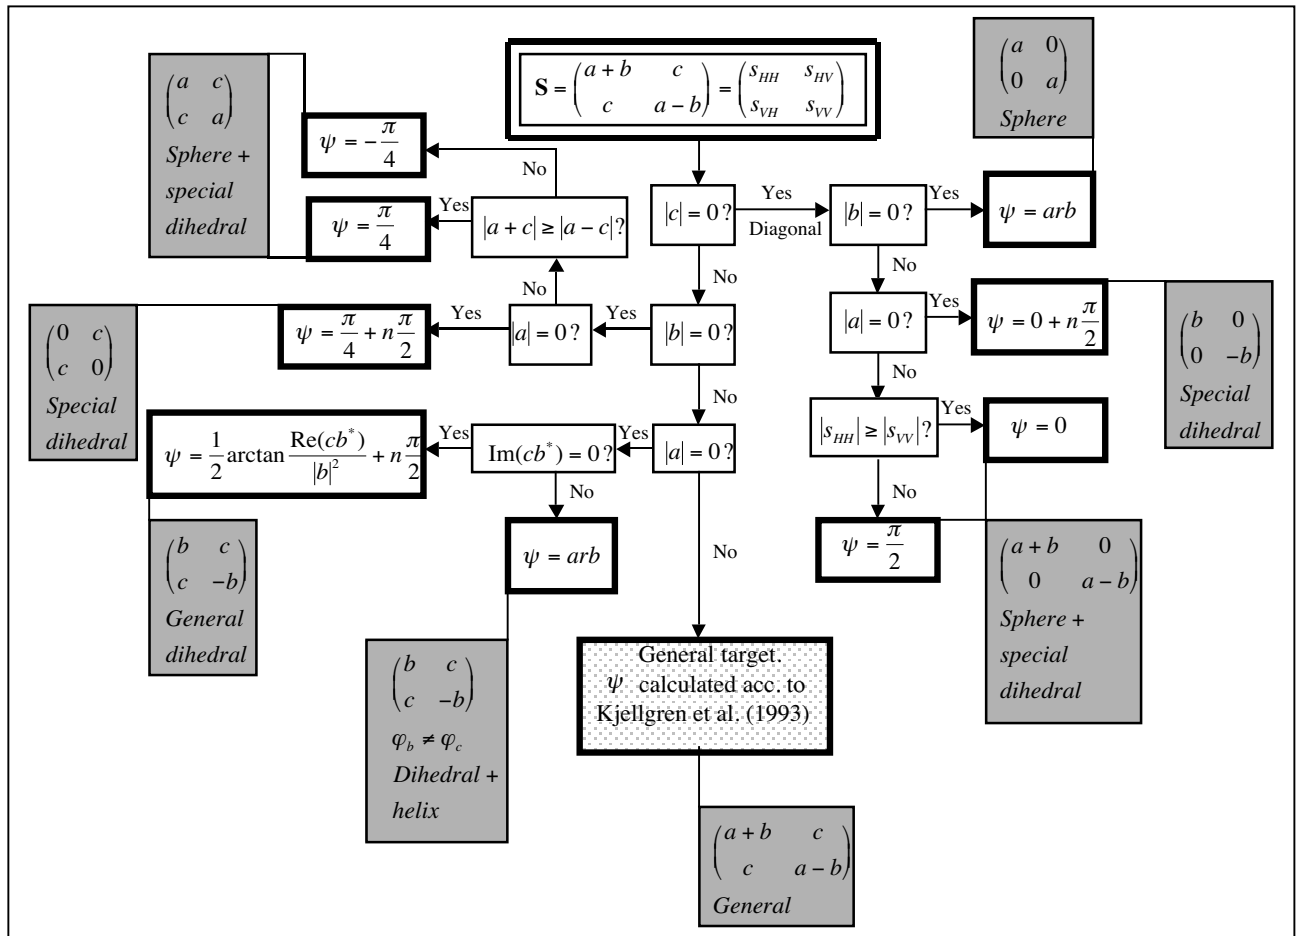 S = (a + b c; c a − b) = (s_HH s_HV; s_VH s_VV)
(a 0; 0 a)
Sphere
(a c; c a)
Sphere +
special
dihedral
ψ = −π/4
No
Yes
ψ = π/4
|a + c| ≥ |a − c|?
|c| = 0?
Yes
Diagonal
|b| = 0?
Yes
ψ = arb
No
No
No
(0 c; c 0)
Special
dihedral
ψ = π/4 + nπ/2
Yes
|a| = 0?
Yes
|b| = 0?
|a| = 0?
Yes
ψ = 0 + nπ/2
(b 0; 0 −b)
Special
dihedral
No
No
ψ = 1/2 arctan Re(cb*)/|b|² + nπ/2
Yes
Im(cb*) = 0?
Yes
|a| = 0?
|s_HH| ≥ |s_VV|?
Yes
ψ = 0
No
No
No
(b c; c −b)
General
dihedral
ψ = arb
ψ = π/2
(a + b 0; 0 a − b)
Sphere +
special
dihedral
(b c; c −b)
φ_b ≠ φ_c
Dihedral +
helix
General target.
ψ calculated acc. to
Kjellgren et al. (1993)
(a + b c; c a − b)
General